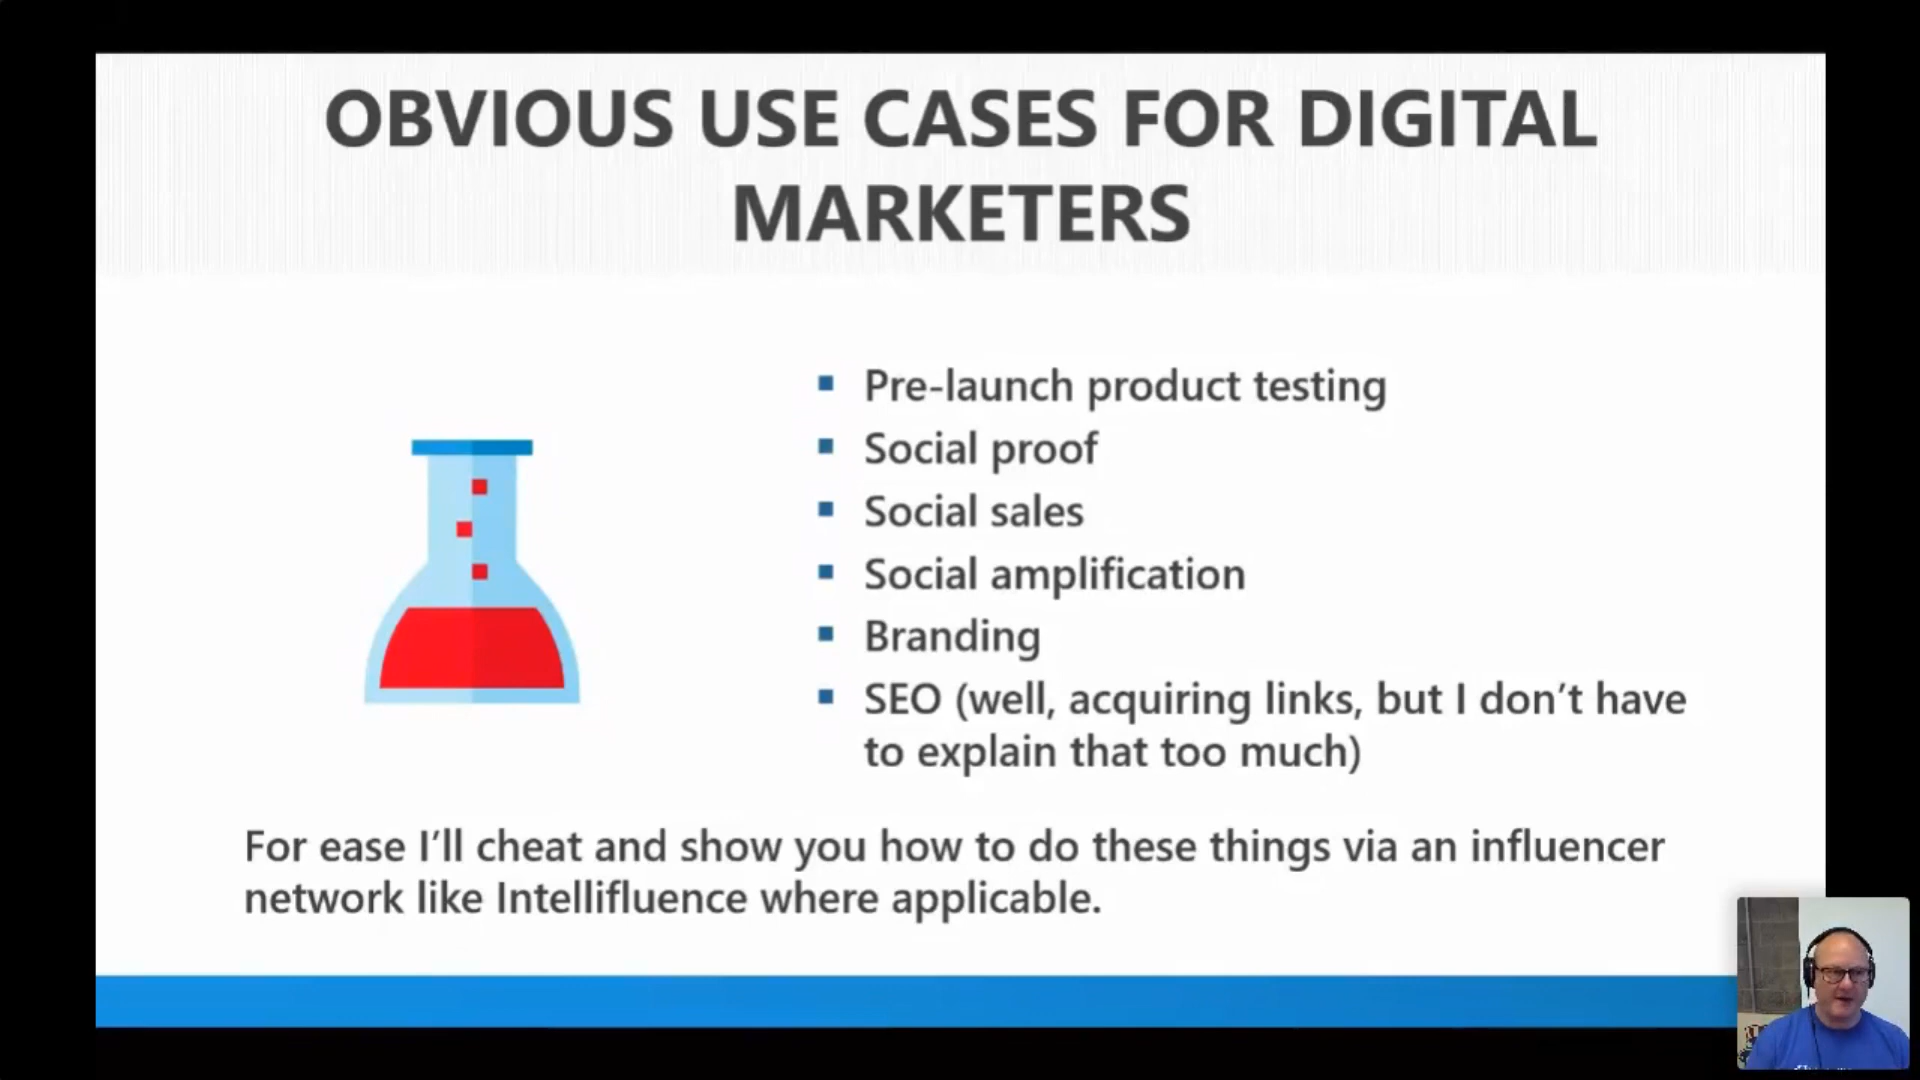 OBVIOUS USE CASES FOR DIGITAL
MARKETERS
Pre-launch product testing
Social proof
Social sales
Social amplification
Branding
SEO (well, acquiring links, but I don’t have
to explain that too much)
For ease I’ll cheat and show you how to do these things via an influencer
network like Intellifluence where applicable.